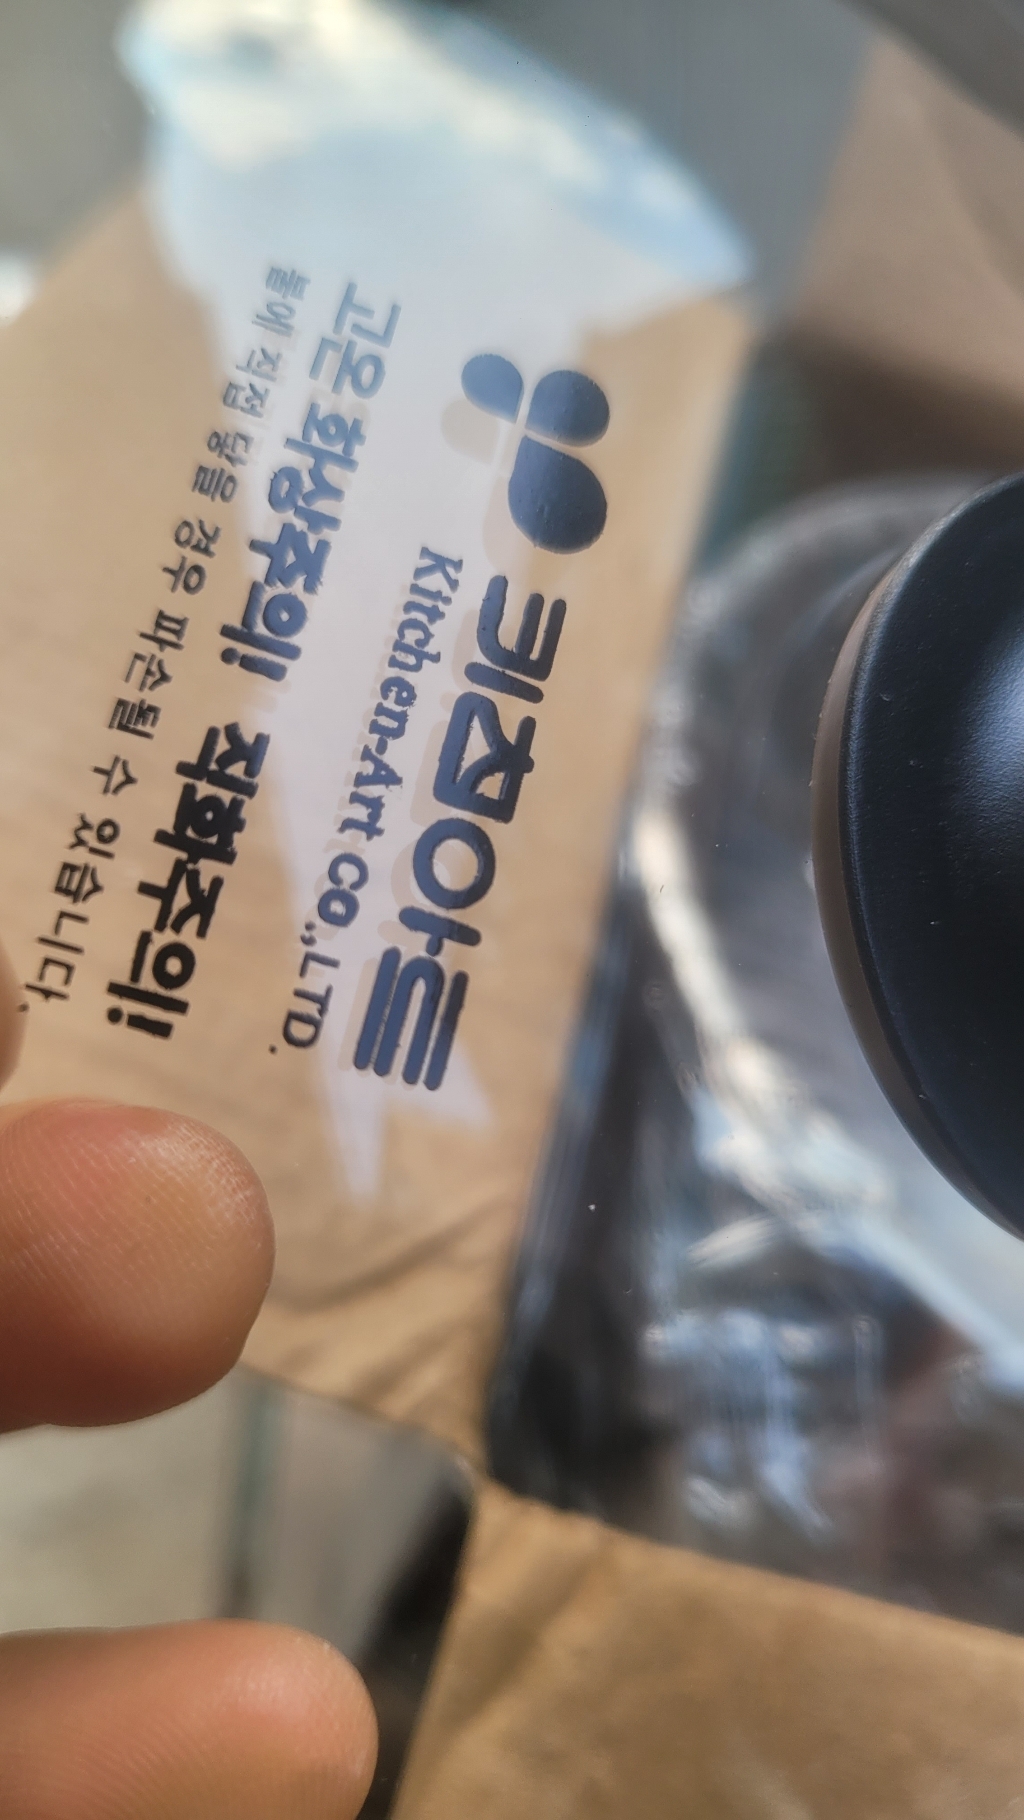 키친아트
Kitchen-Art CO.,LTD.
고온 화상주의! 직화주의!
불에 직접 닿을 경우 파손될 수 있습니다.